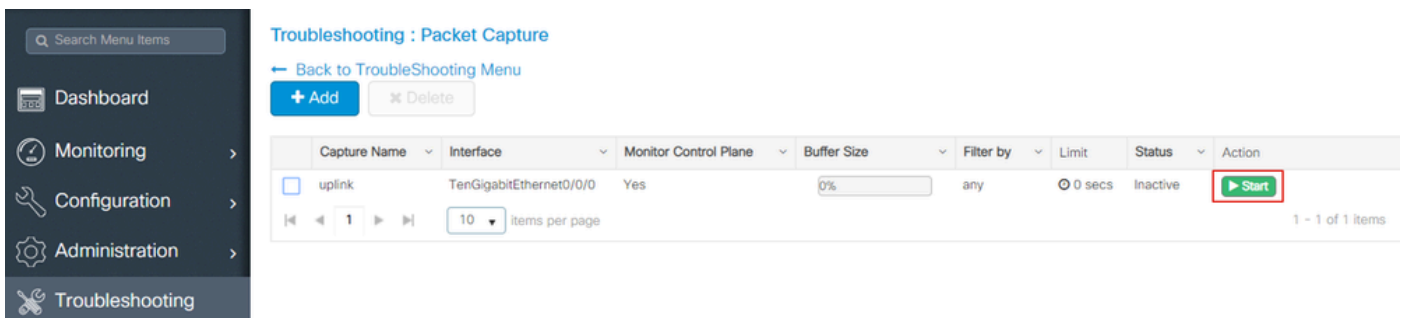 Search Menu Items
Dashboard
Monitoring
Configuration
Administration
Troubleshooting
Troubleshooting : Packet Capture
← Back to TroubleShooting Menu
+ Add
✖ Delete
Capture Name Interface Monitor Control Plane Buffer Size Filter by Limit Status Action
uplink TenGigabitEthernet0/0/0 Yes 0% any 0 secs Inactive Start
1 10 items per page 1 - 1 of 1 items